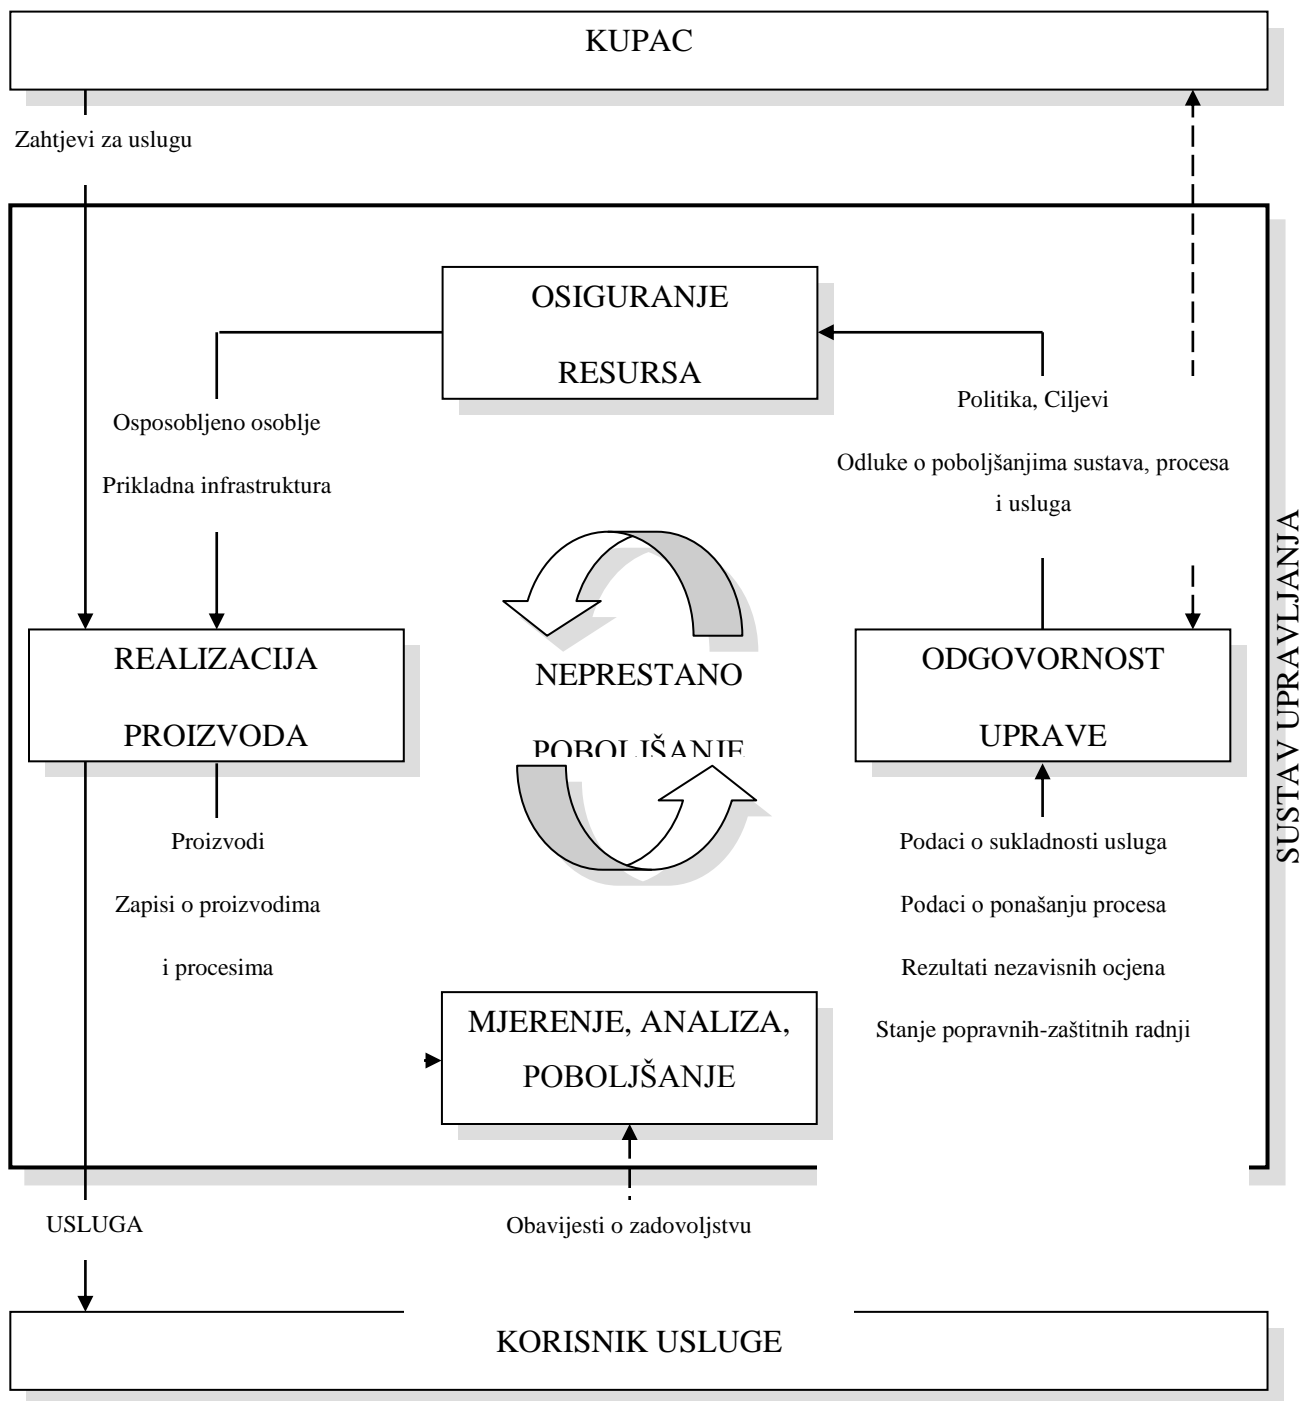 KUPAC
Zahtjevi za uslugu
OSIGURANJE
RESURSA
Politika, Ciljevi
Osposobljeno osoblje
Odluke o poboljšanjima sustava, procesa
i usluga
Prikladna infrastruktura
SUSTAV UPRAVLJANJA
REALIZACIJA
PROIZVODA
NEPRESTANO
POBOLJŠANJE
ODGOVORNOST
UPRAVE
Proizvodi
Zapisi o proizvodima
i procesima
Podaci o sukladnosti usluga
Podaci o ponašanju procesa
Rezultati nezavisnih ocjena
Stanje popravnih-zaštitnih radnji
MJERENJE, ANALIZA,
POBOLJŠANJE
USLUGA
Obavijesti o zadovoljstvu
KORISNIK USLUGE